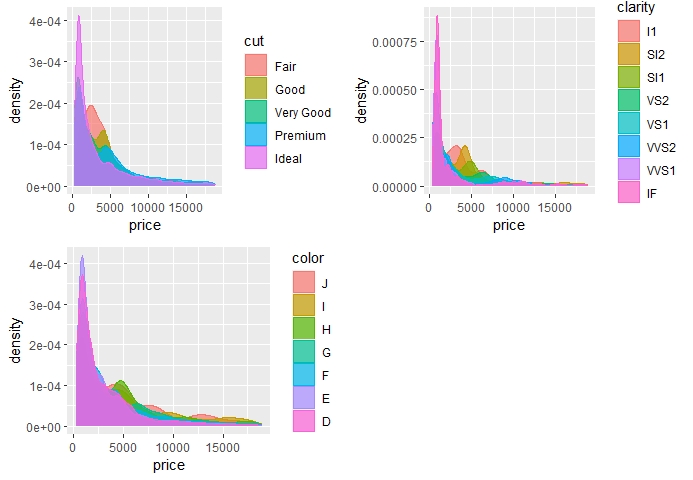 cut
4e-04
3e-04
2e-04
1e-04
0e+00
density
0 5000 10000 15000
price
Fair
Good
Very Good
Premium
Ideal
clarity
0.00075
0.00050
0.00025
0.00000
density
0 5000 10000 15000
price
I1
SI2
SI1
VS2
VS1
VVS2
VVS1
IF
color
4e-04
3e-04
2e-04
1e-04
0e+00
density
0 5000 10000 15000
price
J
I
H
G
F
E
D